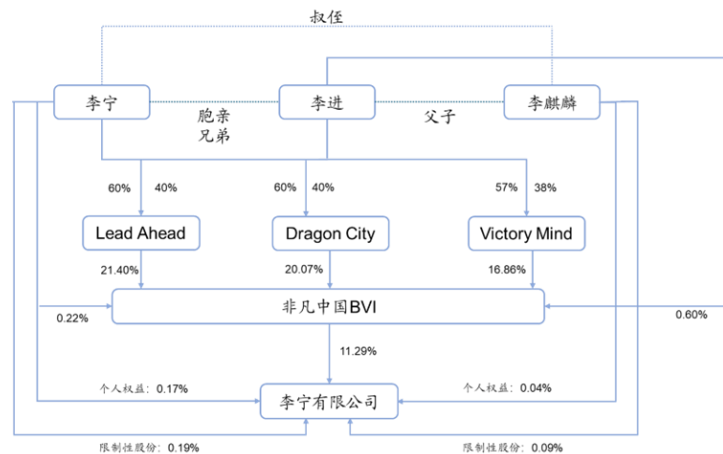 叔侄
李宁
李进
李麒麟
胞亲
兄弟
父子
60%
40%
60%
40%
57%
38%
Lead Ahead
Dragon City
Victory Mind
21.40%
20.07%
16.86%
非凡中国BVI
0.22%
0.60%
11.29%
个人权益：0.17%
个人权益：0.04%
李宁有限公司
限制性股份：0.19%
限制性股份：0.09%